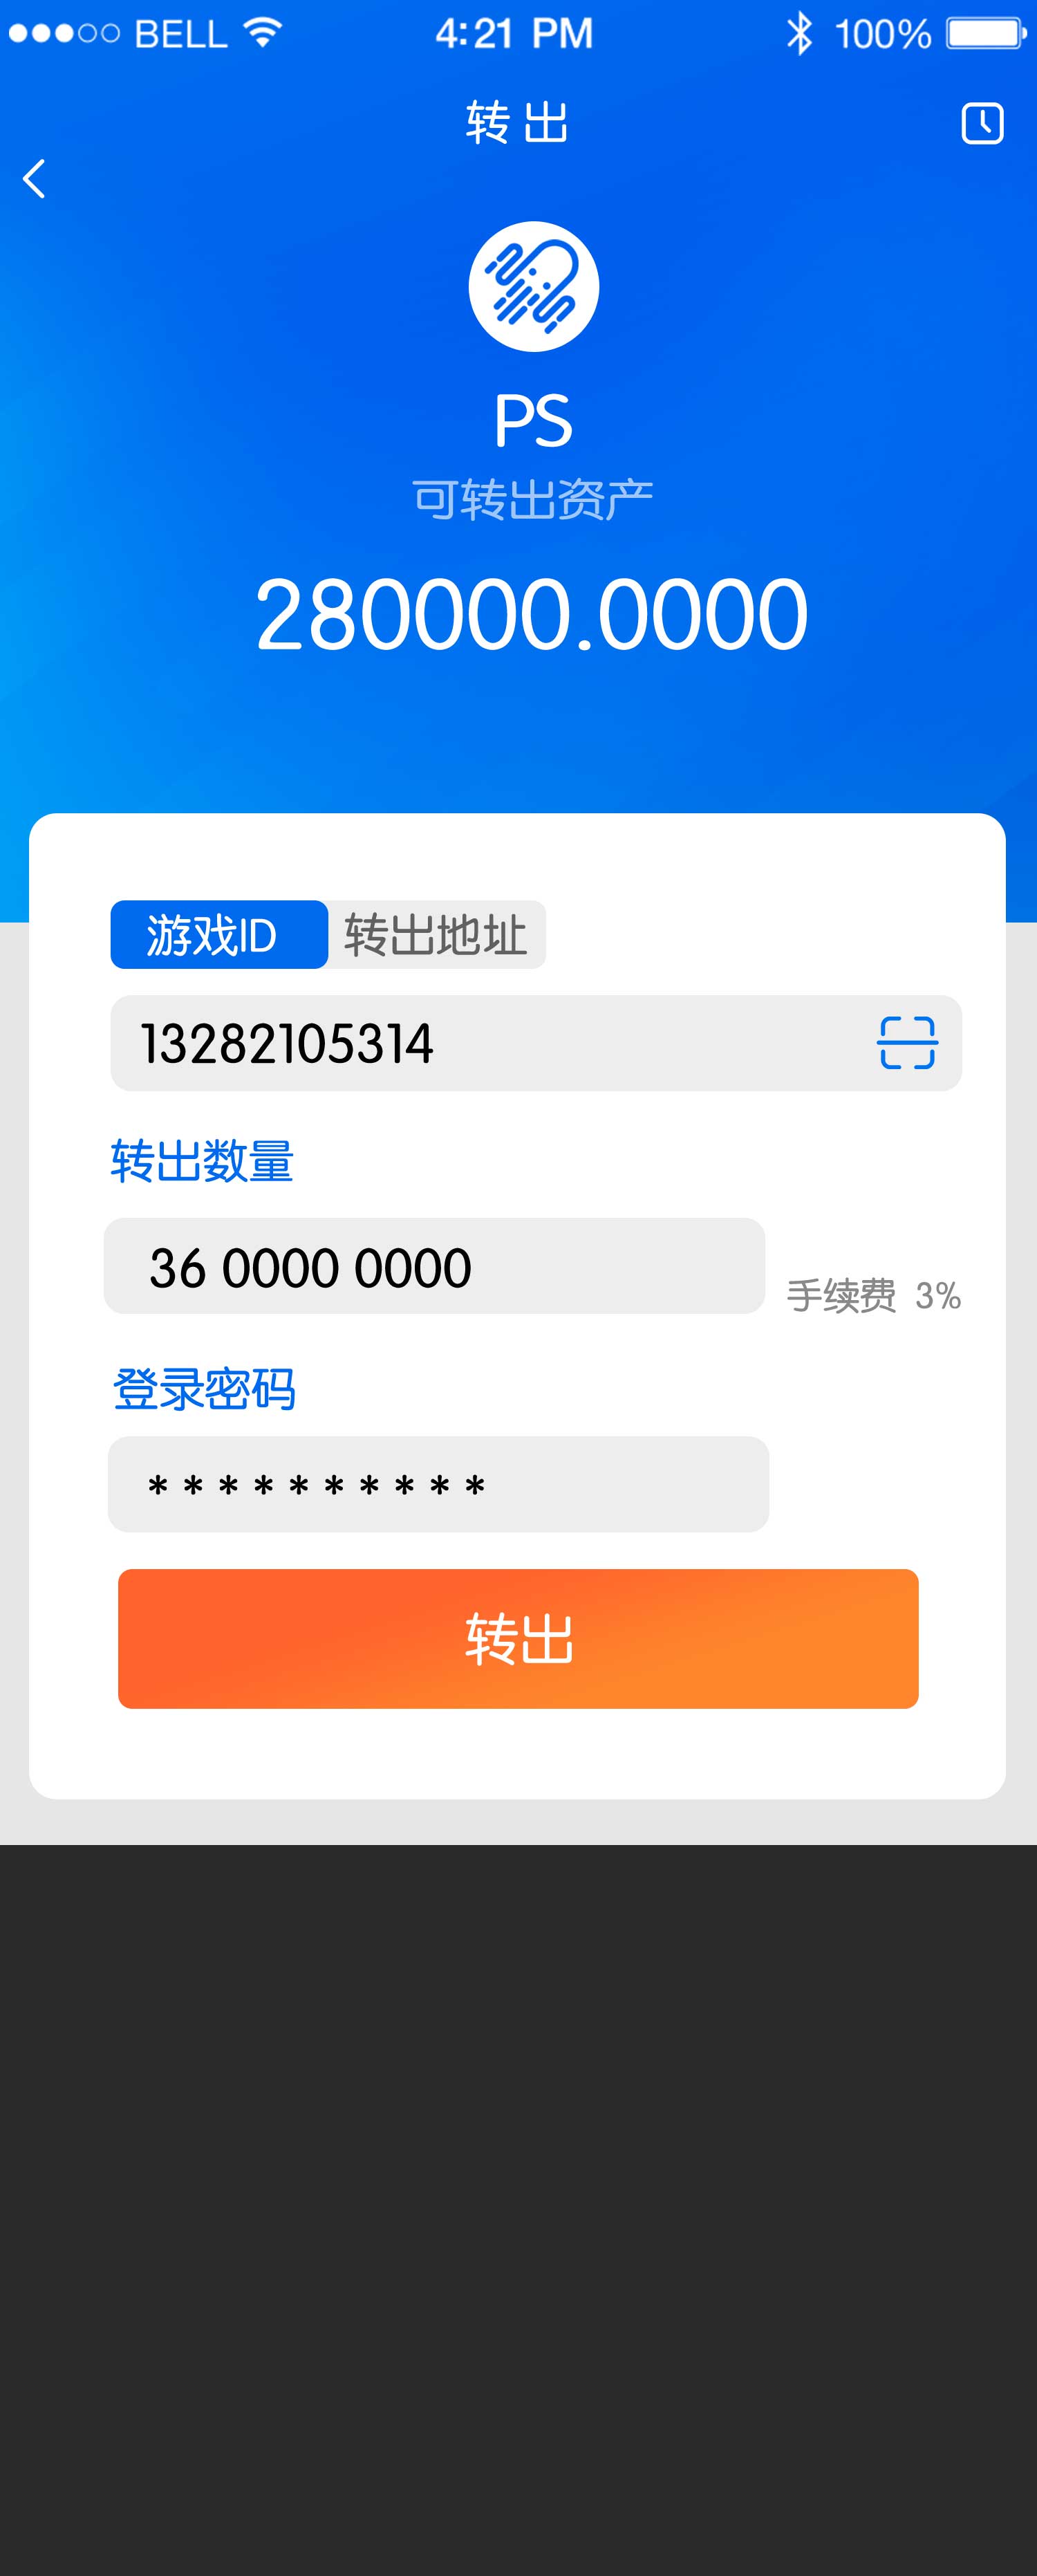 BELL 4:21 PM 100%
转出
PS
可转出资产
280000.0000
游戏ID 转出地址
13282105314
转出数量
36 0000 0000
手续费 3%
登录密码
* * * * * * * * * *
转出